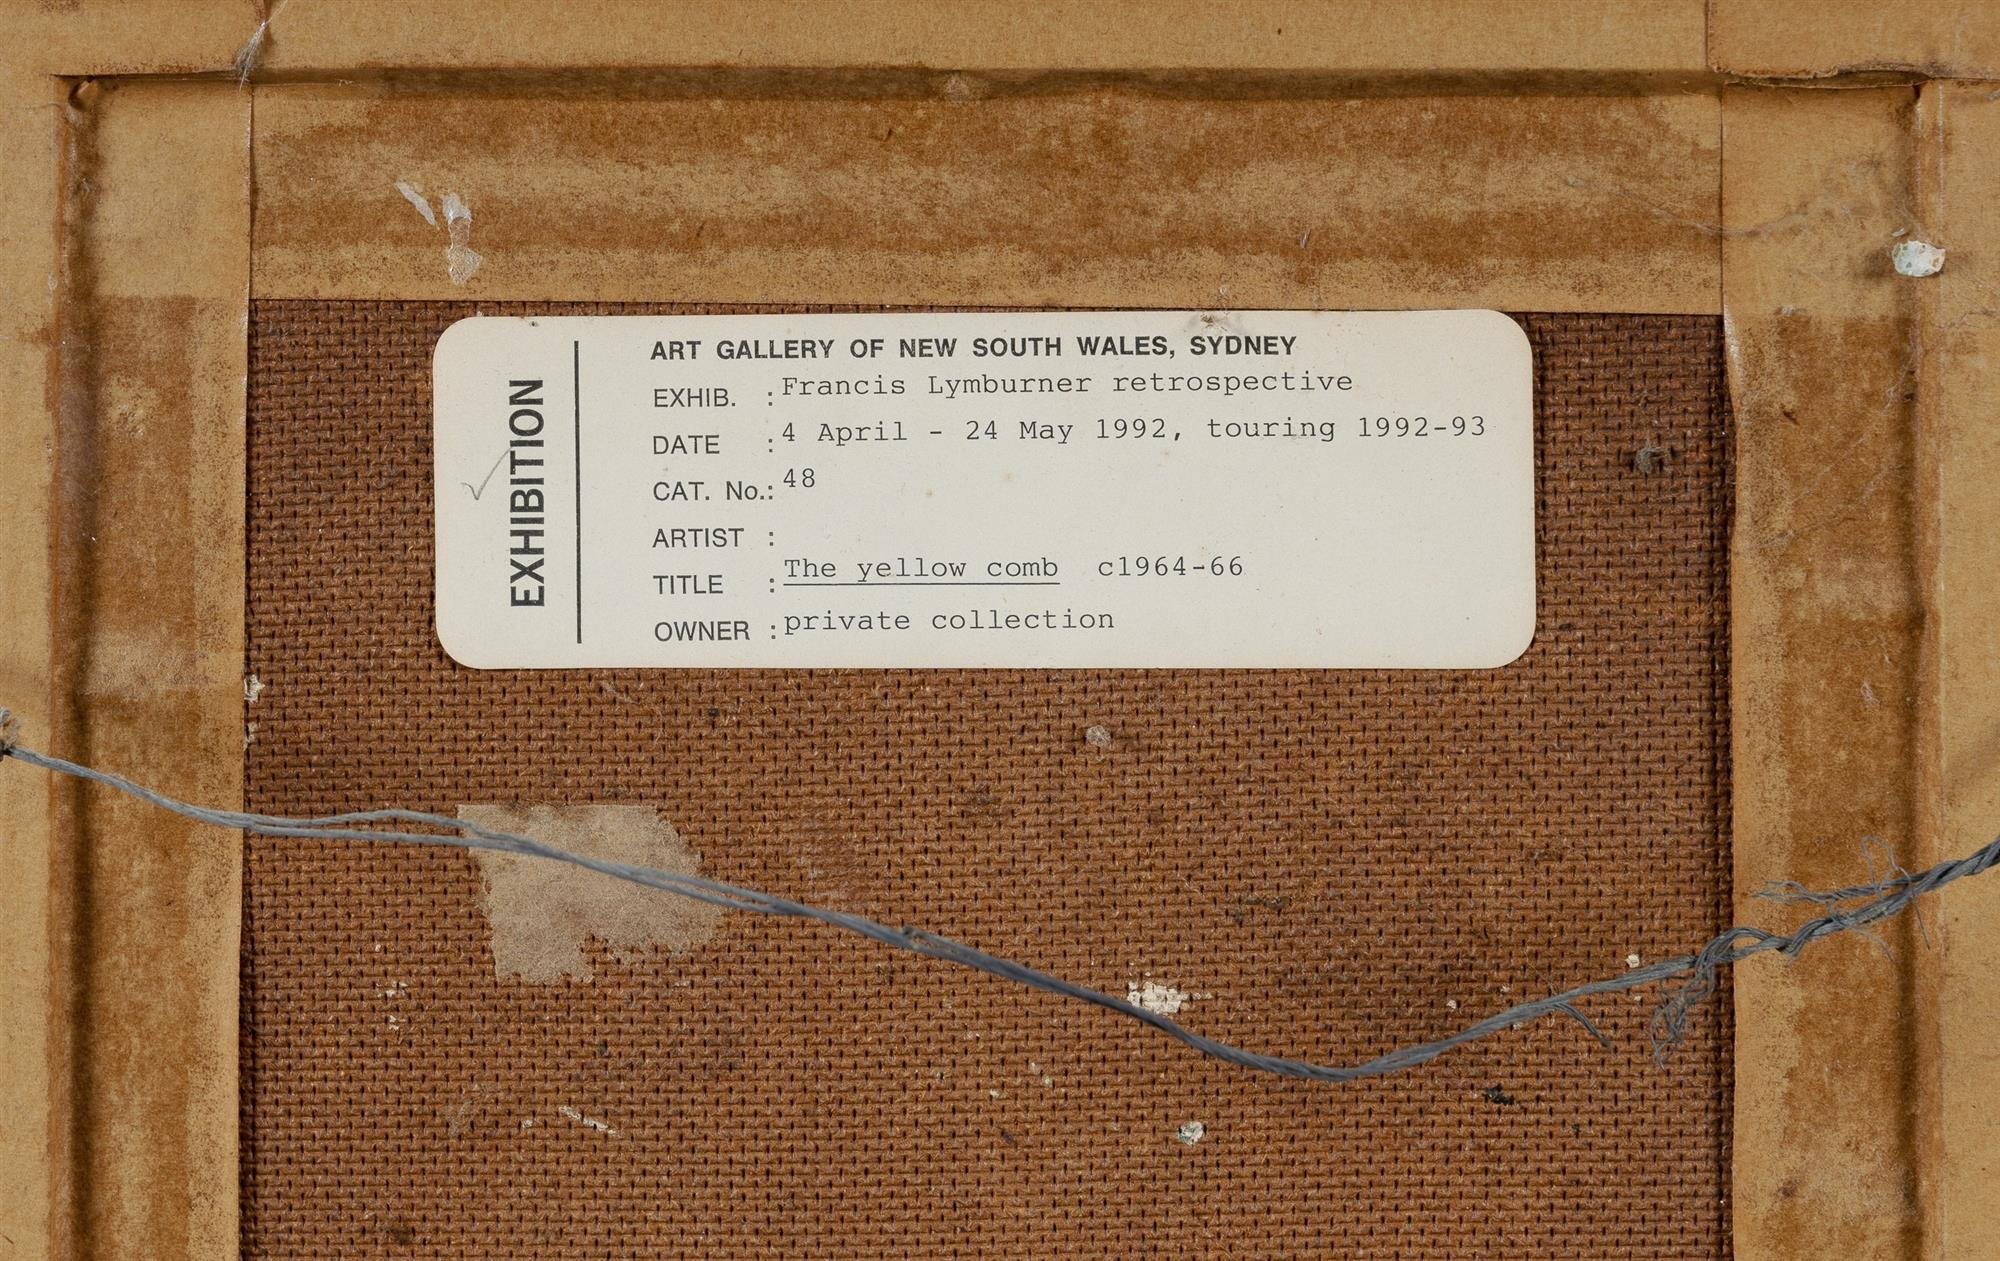 EXHIBITION
ART GALLERY OF NEW SOUTH WALES, SYDNEY
EXHIB. : Francis Lymburner retrospective
DATE : 4 April - 24 May 1992, touring 1992-93
CAT. No.: 48
ARTIST :
TITLE : The yellow comb c1964-66
OWNER : private collection